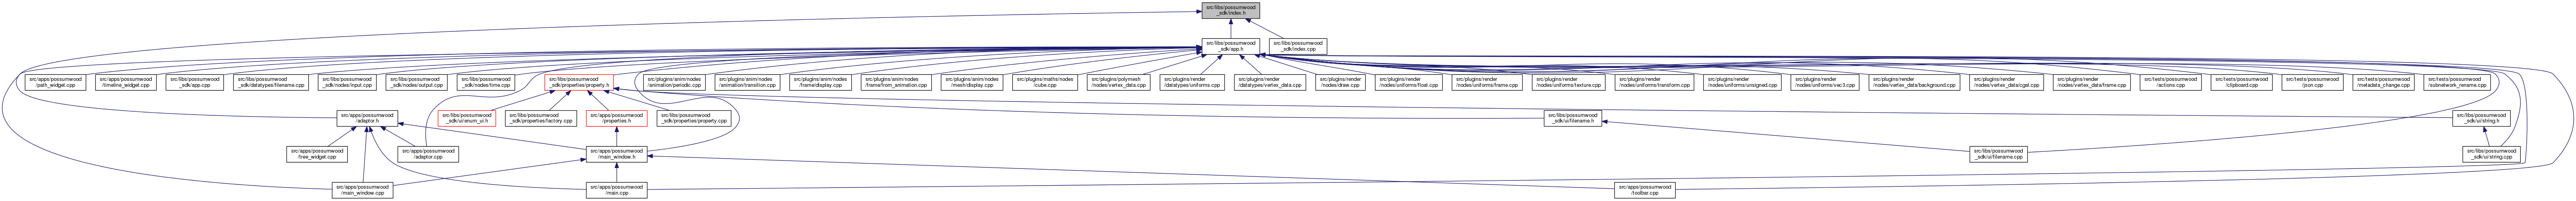 src/libs/possumwood
_sdk/index.h
src/libs/possumwood
_sdk/app.h
src/libs/possumwood
_sdk/index.cpp
src/apps/possumwood
/path_widget.cpp
src/apps/possumwood
/timeline_widget.cpp
src/libs/possumwood
_sdk/app.cpp
src/libs/possumwood
_sdk/datatypes/filename.cpp
src/libs/possumwood
_sdk/nodes/input.cpp
src/libs/possumwood
_sdk/nodes/output.cpp
src/libs/possumwood
_sdk/nodes/time.cpp
src/libs/possumwood
_sdk/properties/property.h
src/plugins/anim/nodes
/animation/periodic.cpp
src/plugins/anim/nodes
/animation/transition.cpp
src/plugins/anim/nodes
/frame/display.cpp
src/plugins/anim/nodes
/frame/from_animation.cpp
src/plugins/anim/nodes
/mesh/display.cpp
src/plugins/maths/nodes
/cube.cpp
src/plugins/polymesh
/nodes/vertex_data.cpp
src/plugins/render
/datatypes/uniforms.cpp
src/plugins/render
/datatypes/vertex_data.cpp
src/plugins/render
/nodes/draw.cpp
src/plugins/render
/nodes/uniforms/float.cpp
src/plugins/render
/nodes/uniforms/frame.cpp
src/plugins/render
/nodes/uniforms/texture.cpp
src/plugins/render
/nodes/uniforms/transform.cpp
src/plugins/render
/nodes/uniforms/unsigned.cpp
src/plugins/render
/nodes/uniforms/vec3.cpp
src/plugins/render
/nodes/vertex_data/background.cpp
src/plugins/render
/nodes/vertex_data/cgal.cpp
src/plugins/render
/nodes/vertex_data/frame.cpp
src/tests/possumwood
/actions.cpp
src/tests/possumwood
/clipboard.cpp
src/tests/possumwood
/json.cpp
src/tests/possumwood
/metadata_change.cpp
src/tests/possumwood
/subnetwork_rename.cpp
src/apps/possumwood
/adaptor.h
src/libs/possumwood
_sdk/ui/enum_ui.h
src/libs/possumwood
_sdk/properties/factory.cpp
src/apps/possumwood
/properties.h
src/libs/possumwood
_sdk/properties/property.cpp
src/libs/possumwood
_sdk/ui/filename.h
src/libs/possumwood
_sdk/ui/string.h
src/apps/possumwood
/tree_widget.cpp
src/apps/possumwood
/adaptor.cpp
src/apps/possumwood
/main_window.h
src/libs/possumwood
_sdk/ui/filename.cpp
src/libs/possumwood
_sdk/ui/string.cpp
src/apps/possumwood
/main_window.cpp
src/apps/possumwood
/main.cpp
src/apps/possumwood
/toolbar.cpp